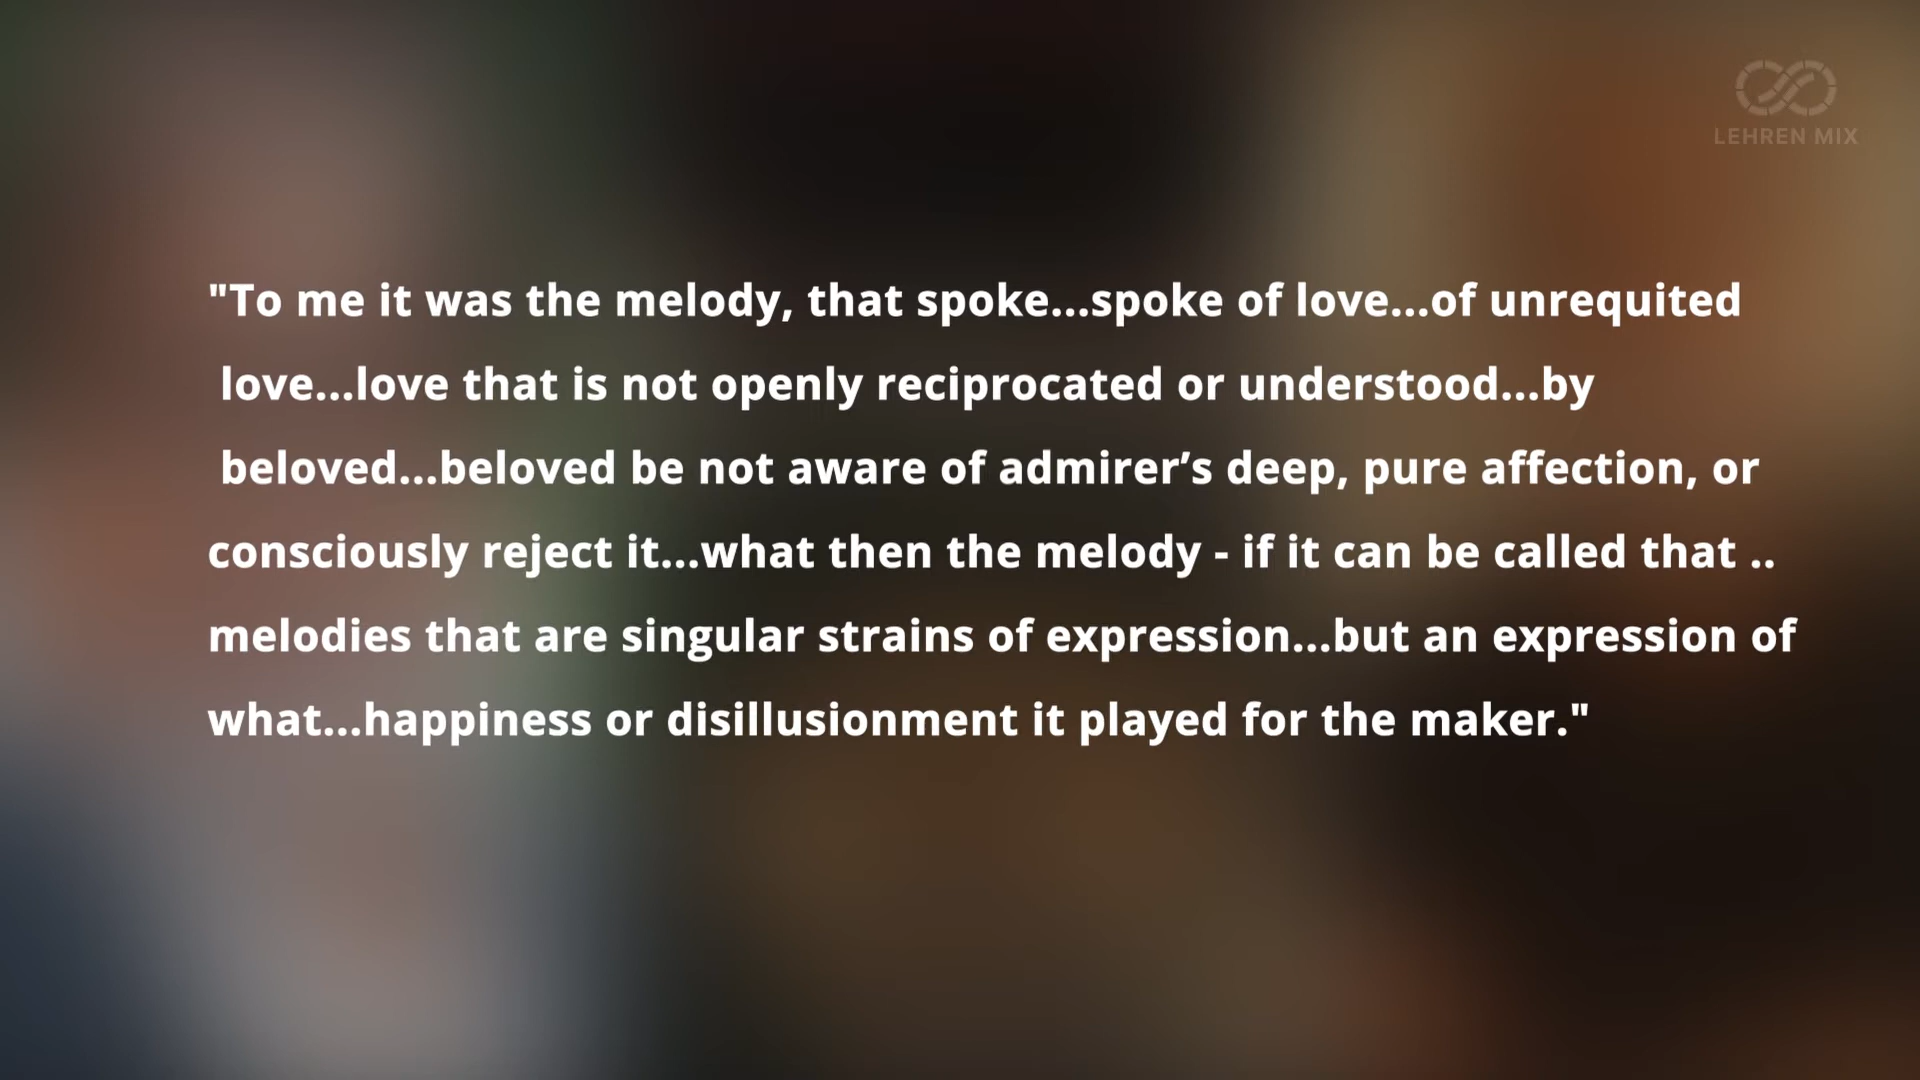 LEHREN MIX
"To me it was the melody, that spoke...spoke of love...of unrequited
love...love that is not openly reciprocated or understood...by
beloved...beloved be not aware of admirer’s deep, pure affection, or
consciously reject it...what then the melody - if it can be called that ..
melodies that are singular strains of expression...but an expression of
what...happiness or disillusionment it played for the maker."